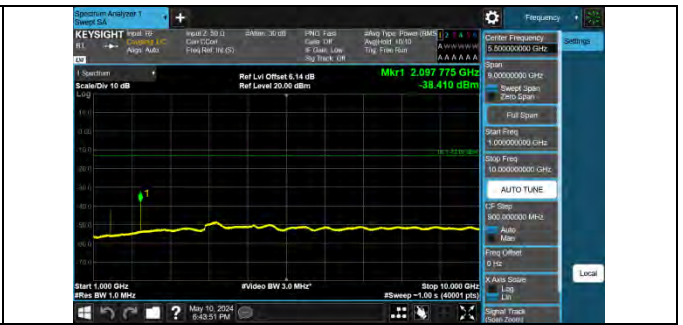 Spectrum Analyzer 1
Swept SA
+
Frequency
KEYSIGHT
Input: RF
Coupling: DC
Align: Auto
Input Z: 50 Ω
Corr CCorr
Freq Ref: Int (S)
#Atten: 30 dB
PNO: Fast
Gate: Off
IF Gain: Low
Sig Track: Off
#Avg Type: Power (RMS
Avg|Hold: >10/10
Trig: Free Run
A W W W W W
A A A A A A
1 Spectrum
Scale/Div 10 dB
Log
Ref Lvl Offset 6.14 dB
Ref Level 20.00 dBm
Mkr1 2.097 775 GHz
-38.410 dBm
1
Start 1.000 GHz
#Res BW 1.0 MHz
#Video BW 3.0 MHz*
Stop 10.000 GHz
#Sweep ~1.00 s (40001 pts)
May 10, 2024
6:43:51 PM
Center Frequency
5.500000000 GHz
Settings
Span
9.00000000 GHz
Swept Span
Zero Span
Full Span
Start Freq
1.000000000 GHz
Stop Freq
10.000000000 GHz
AUTO TUNE
CF Step
900.000000 MHz
Auto
Man
Freq Offset
0 Hz
X Axis Scale
Log
Lin
Local
Signal Track
(Span Zoom)